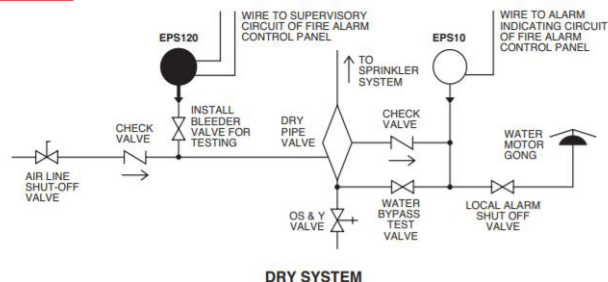 WIRE TO SUPERVISORY
CIRCUIT OF FIRE ALARM
CONTROL PANEL
EPS120
WIRE TO ALARM
INDICATING CIRCUIT
OF FIRE ALARM
CONTROL PANEL
EPS10
TO
SPRINKLER
SYSTEM
INSTALL
BLEEDER
VALVE FOR
TESTING
CHECK
VALVE
DRY
PIPE
VALVE
CHECK
VALVE
WATER
MOTOR
GONG
AIR LINE
SHUT-OFF
VALVE
OS & Y
VALVE
WATER
BYPASS
TEST
VALVE
LOCAL ALARM
SHUT OFF
VALVE
DRY SYSTEM